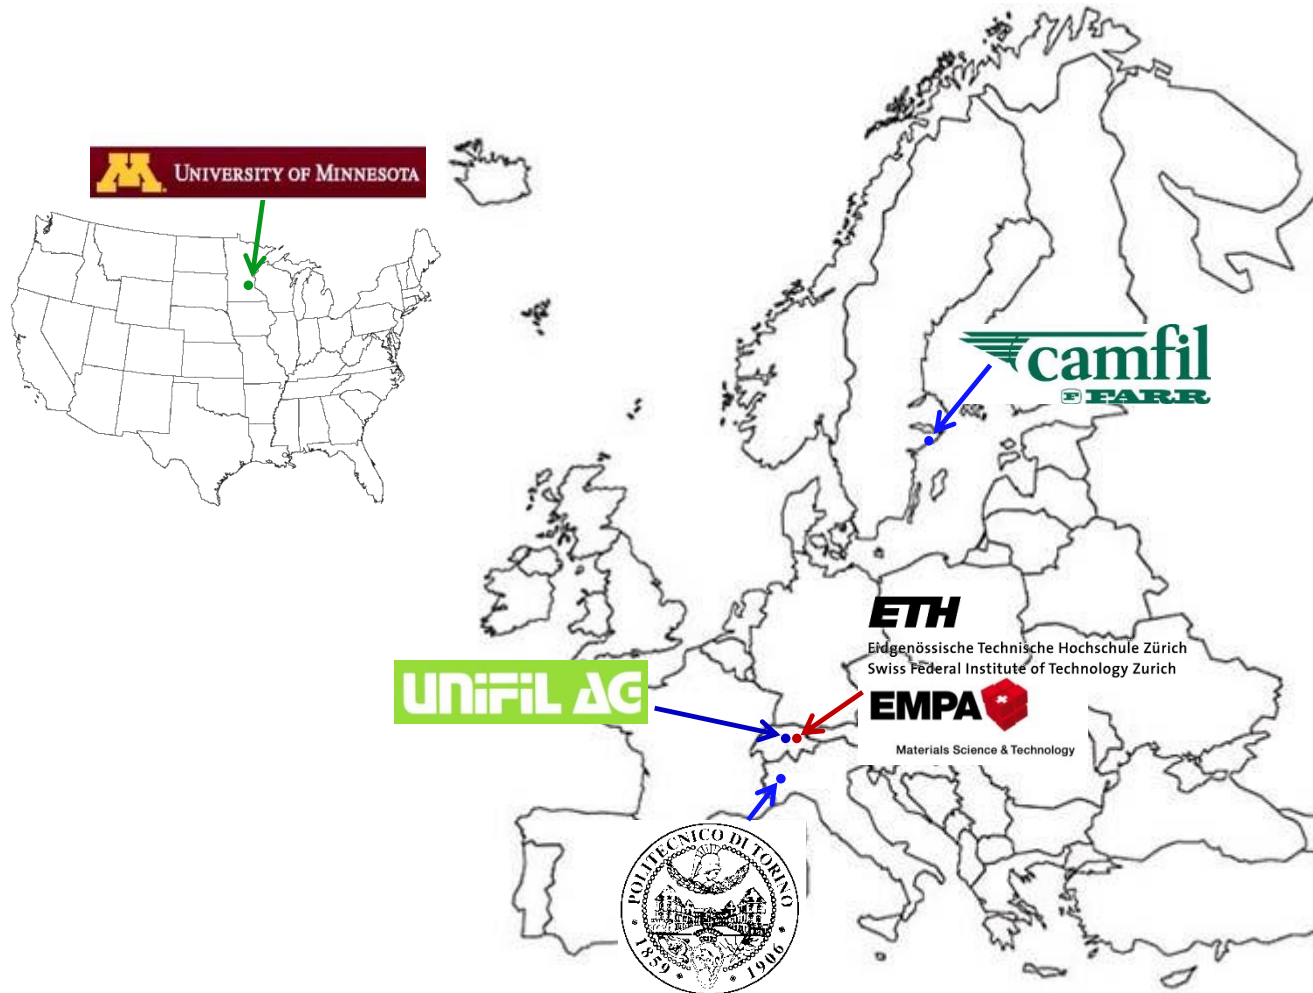 M UNIVERSITY OF MINNESOTA
camfil
F FARR
ETH
Eidgenössische Technische Hochschule Zürich
Swiss Federal Institute of Technology Zurich
UNiFiL AG
EMPA
Materials Science & Technology
POLITECNICO DI TORINO
1859 1906